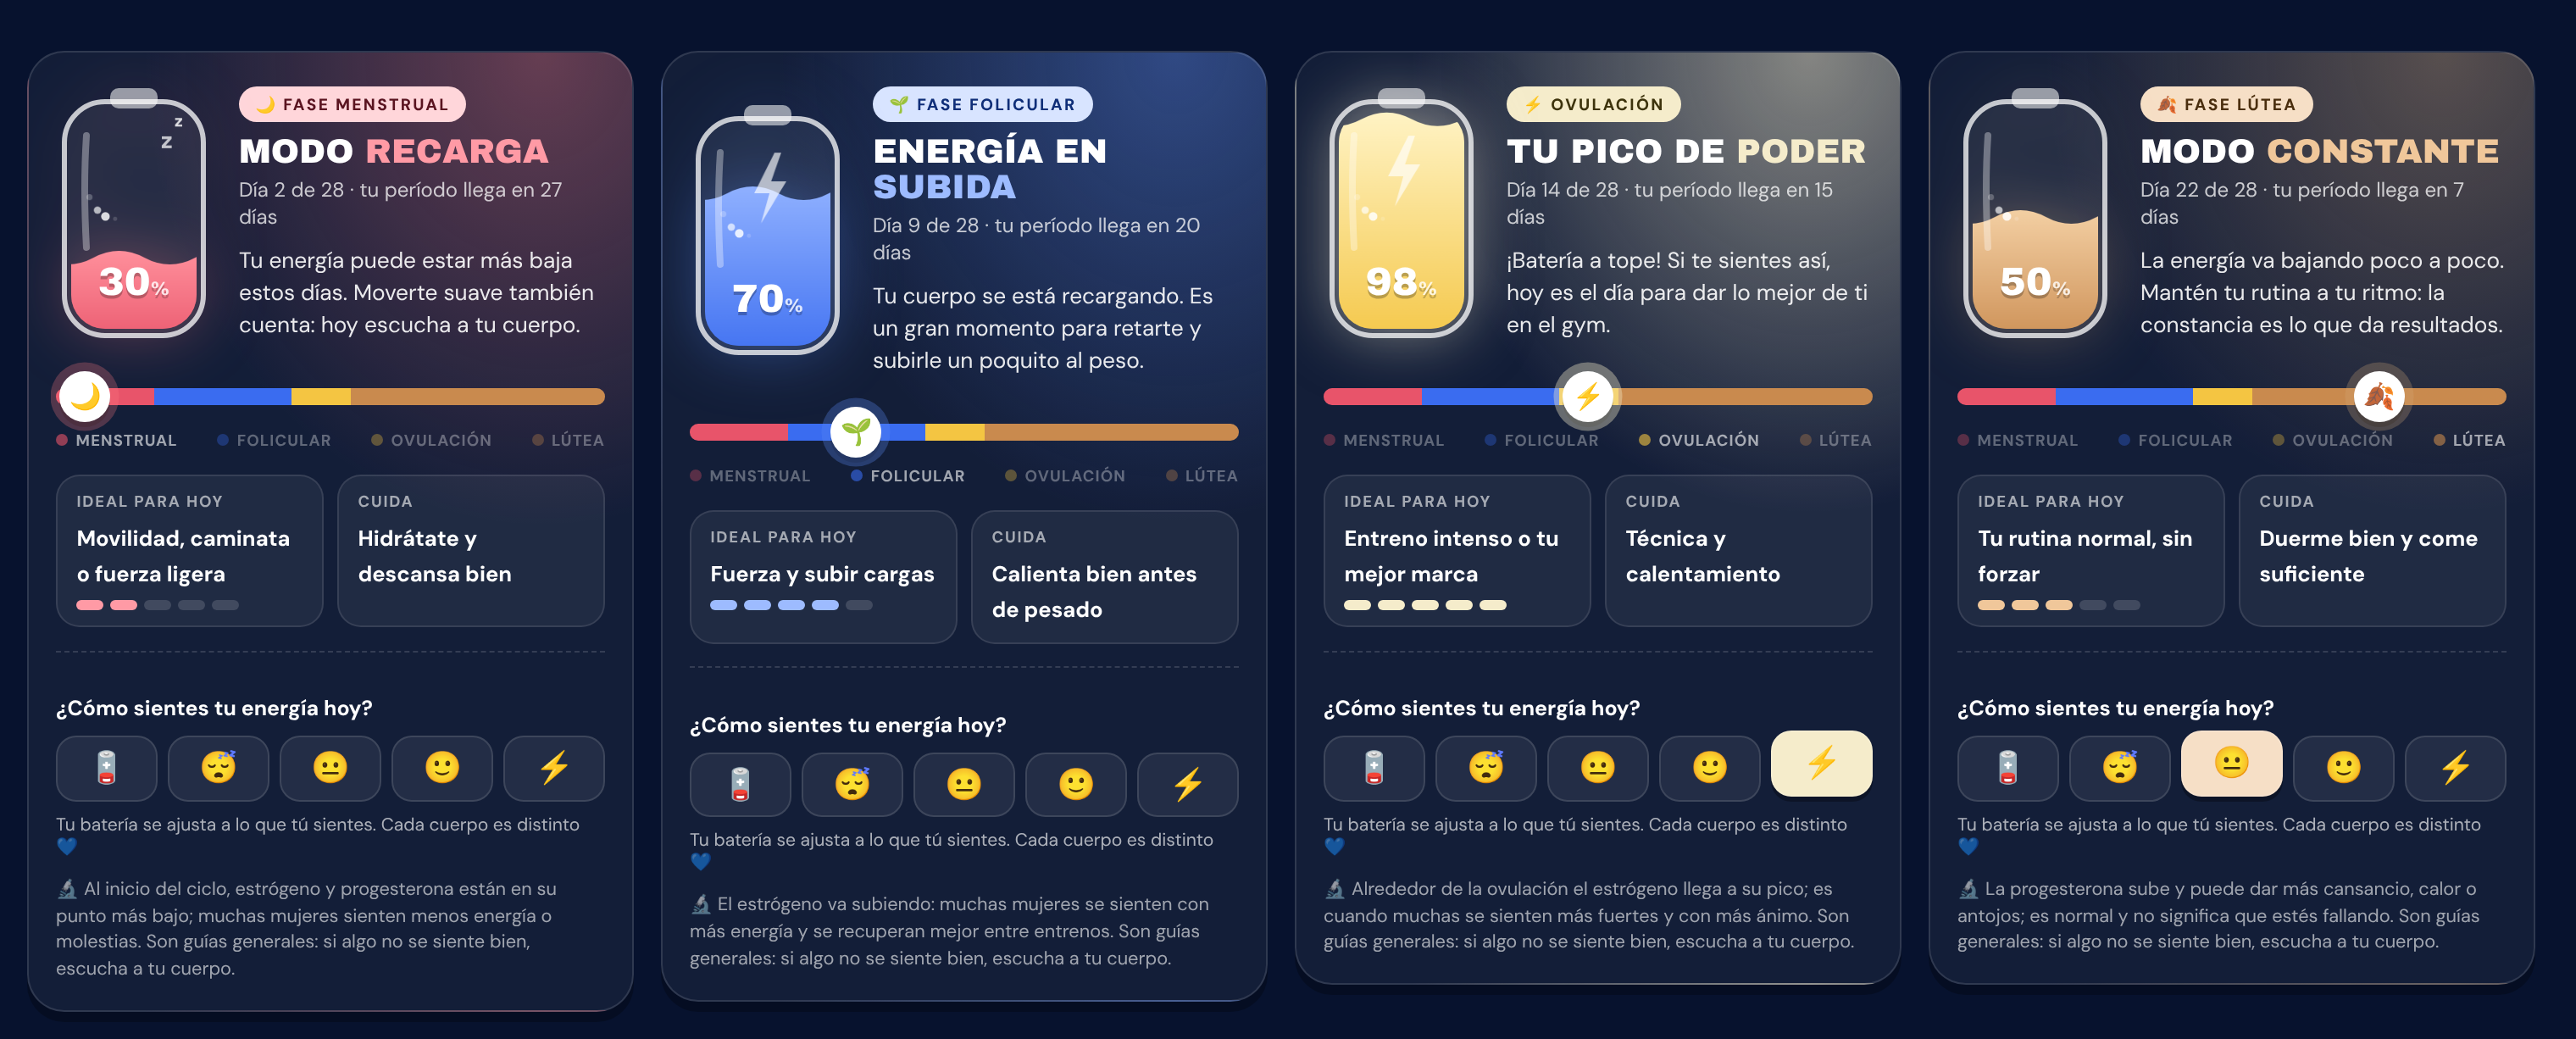 🌙 FASE MENSTRUAL
MODO RECARGA
Día 2 de 28 · tu período llega en 27
días
Tu energía puede estar más baja
estos días. Moverte suave también
cuenta: hoy escucha a tu cuerpo.
z
z
30%
MENSTRUAL
FOLICULAR
OVULACIÓN
LÚTEA
IDEAL PARA HOY
Movilidad, caminata
o fuerza ligera
CUIDA
Hidrátate y
descansa bien
¿Cómo sientes tu energía hoy?
Tu batería se ajusta a lo que tú sientes. Cada cuerpo es distinto
💙
🔬 Al inicio del ciclo, estrógeno y progesterona están en su
punto más bajo; muchas mujeres sienten menos energía o
molestias. Son guías generales: si algo no se siente bien,
escucha a tu cuerpo.
🌱 FASE FOLICULAR
ENERGÍA EN
SUBIDA
Día 9 de 28 · tu período llega en 20
días
Tu cuerpo se está recargando. Es
un gran momento para retarte y
subirle un poquito al peso.
70%
MENSTRUAL
FOLICULAR
OVULACIÓN
LÚTEA
IDEAL PARA HOY
Fuerza y subir cargas
CUIDA
Calienta bien antes
de pesado
¿Cómo sientes tu energía hoy?
Tu batería se ajusta a lo que tú sientes. Cada cuerpo es distinto
💙
🔬 El estrógeno va subiendo: muchas mujeres se sienten con
más energía y se recuperan mejor entre entrenos. Son guías
generales: si algo no se siente bien, escucha a tu cuerpo.
⚡ OVULACIÓN
TU PICO DE PODER
Día 14 de 28 · tu período llega en 15
días
¡Batería a tope! Si te sientes así,
hoy es el día para dar lo mejor de ti
en el gym.
98%
MENSTRUAL
FOLICULAR
OVULACIÓN
LÚTEA
IDEAL PARA HOY
Entreno intenso o tu
mejor marca
CUIDA
Técnica y
calentamiento
¿Cómo sientes tu energía hoy?
Tu batería se ajusta a lo que tú sientes. Cada cuerpo es distinto
💙
🔬 Alrededor de la ovulación el estrógeno llega a su pico; es
cuando muchas se sienten más fuertes y con más ánimo. Son
guías generales: si algo no se siente bien, escucha a tu cuerpo.
🍂 FASE LÚTEA
MODO CONSTANTE
Día 22 de 28 · tu período llega en 7
días
La energía va bajando poco a poco.
Mantén tu rutina a tu ritmo: la
constancia es lo que da resultados.
50%
MENSTRUAL
FOLICULAR
OVULACIÓN
LÚTEA
IDEAL PARA HOY
Tu rutina normal, sin
forzar
CUIDA
Duerme bien y come
suficiente
¿Cómo sientes tu energía hoy?
Tu batería se ajusta a lo que tú sientes. Cada cuerpo es distinto
💙
🔬 La progesterona sube y puede dar más cansancio, calor o
antojos; es normal y no significa que estés fallando. Son guías
generales: si algo no se siente bien, escucha a tu cuerpo.